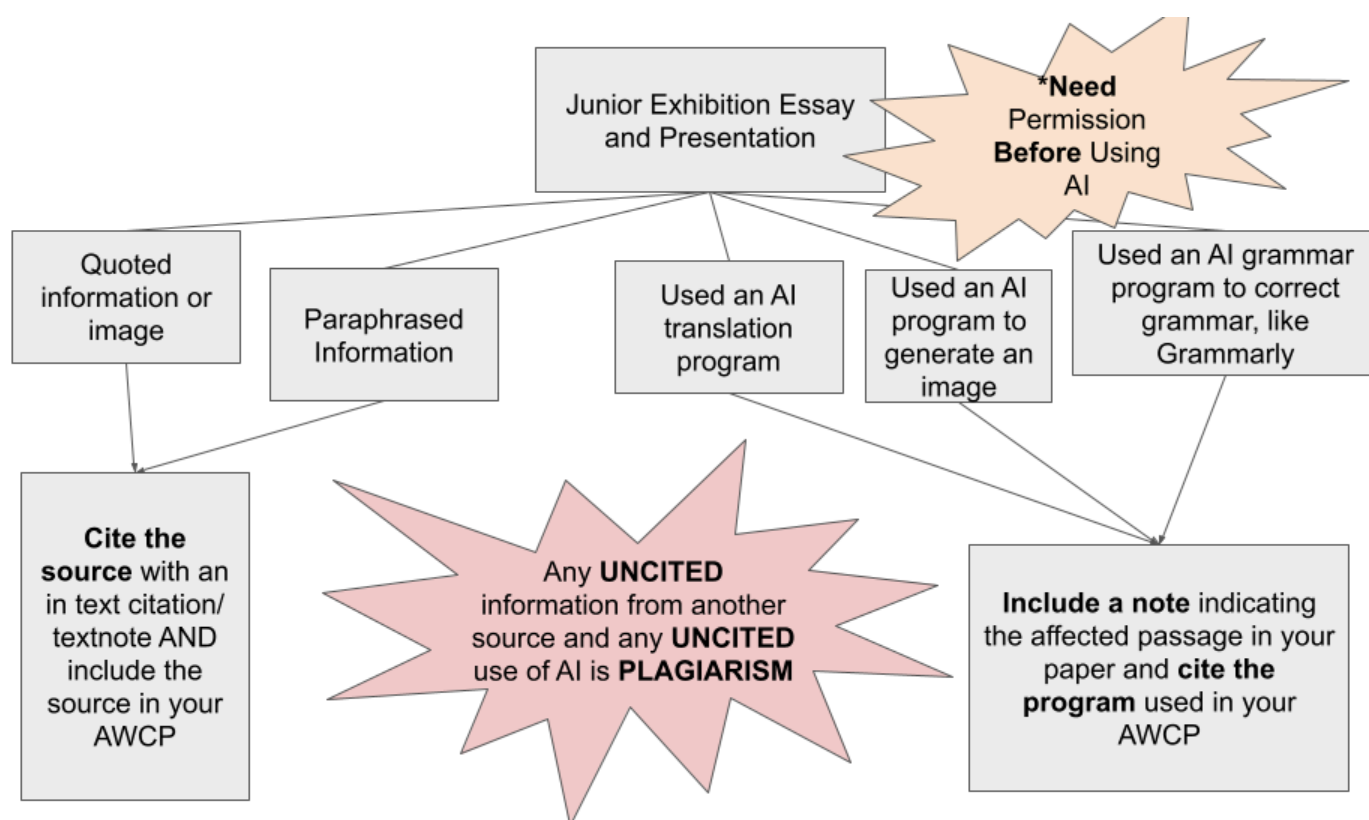 Junior Exhibition Essay
and Presentation
*Need
Permission
Before Using
AI
Quoted
information or
image
Paraphrased
Information
Used an AI
translation
program
Used an AI
program to
generate an
image
Used an AI grammar
program to correct
grammar, like
Grammarly
Cite the
source with an
in text citation/
textnote AND
include the
source in your
AWCP
Any UNCITED
information from another
source and any UNCITED
use of AI is PLAGIARISM
Include a note indicating
the affected passage in your
paper and cite the
program used in your
AWCP